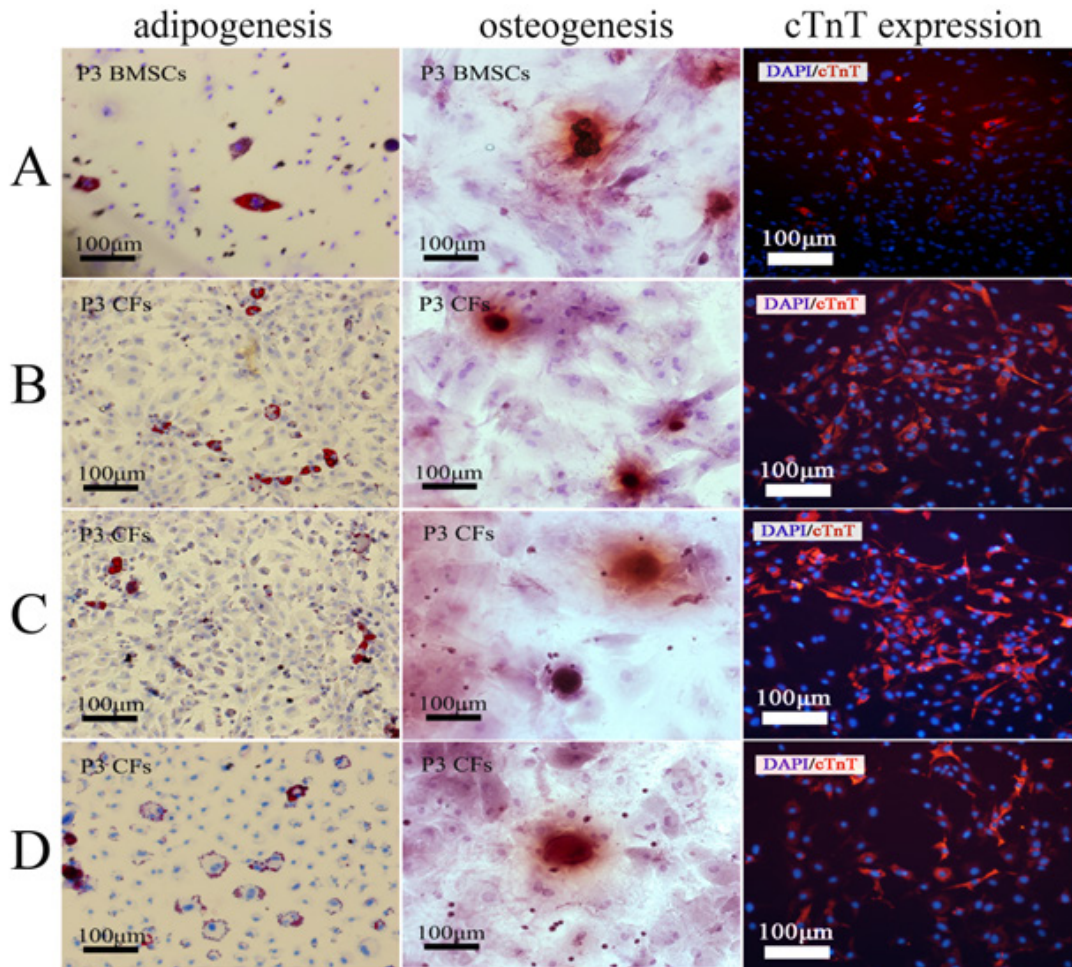 adipogenesis osteogenesis cTnT expression
A P3 BMSCs P3 BMSCs DAPI/cTnT
100μm 100μm 100μm
B P3 CFs P3 CFs DAPI/cTnT
100μm 100μm 100μm
C P3 CFs P3 CFs DAPI/cTnT
100μm 100μm 100μm
D P3 CFs P3 CFs DAPI/cTnT
100μm 100μm 100μm